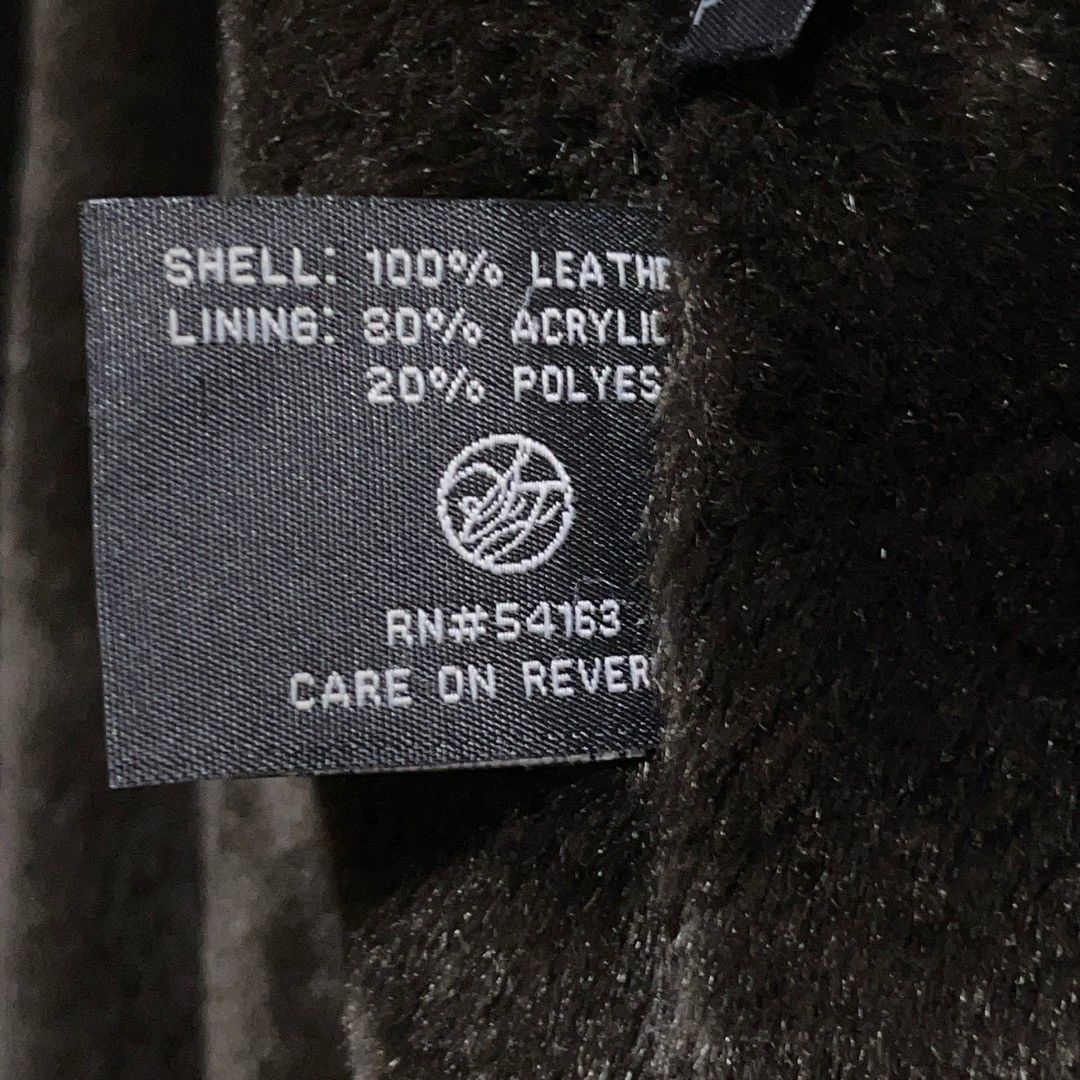 SHELL: 100% LEATHE
LINING: 80% ACRYLIC
20% POLYES
RN#54163
CARE ON REVER